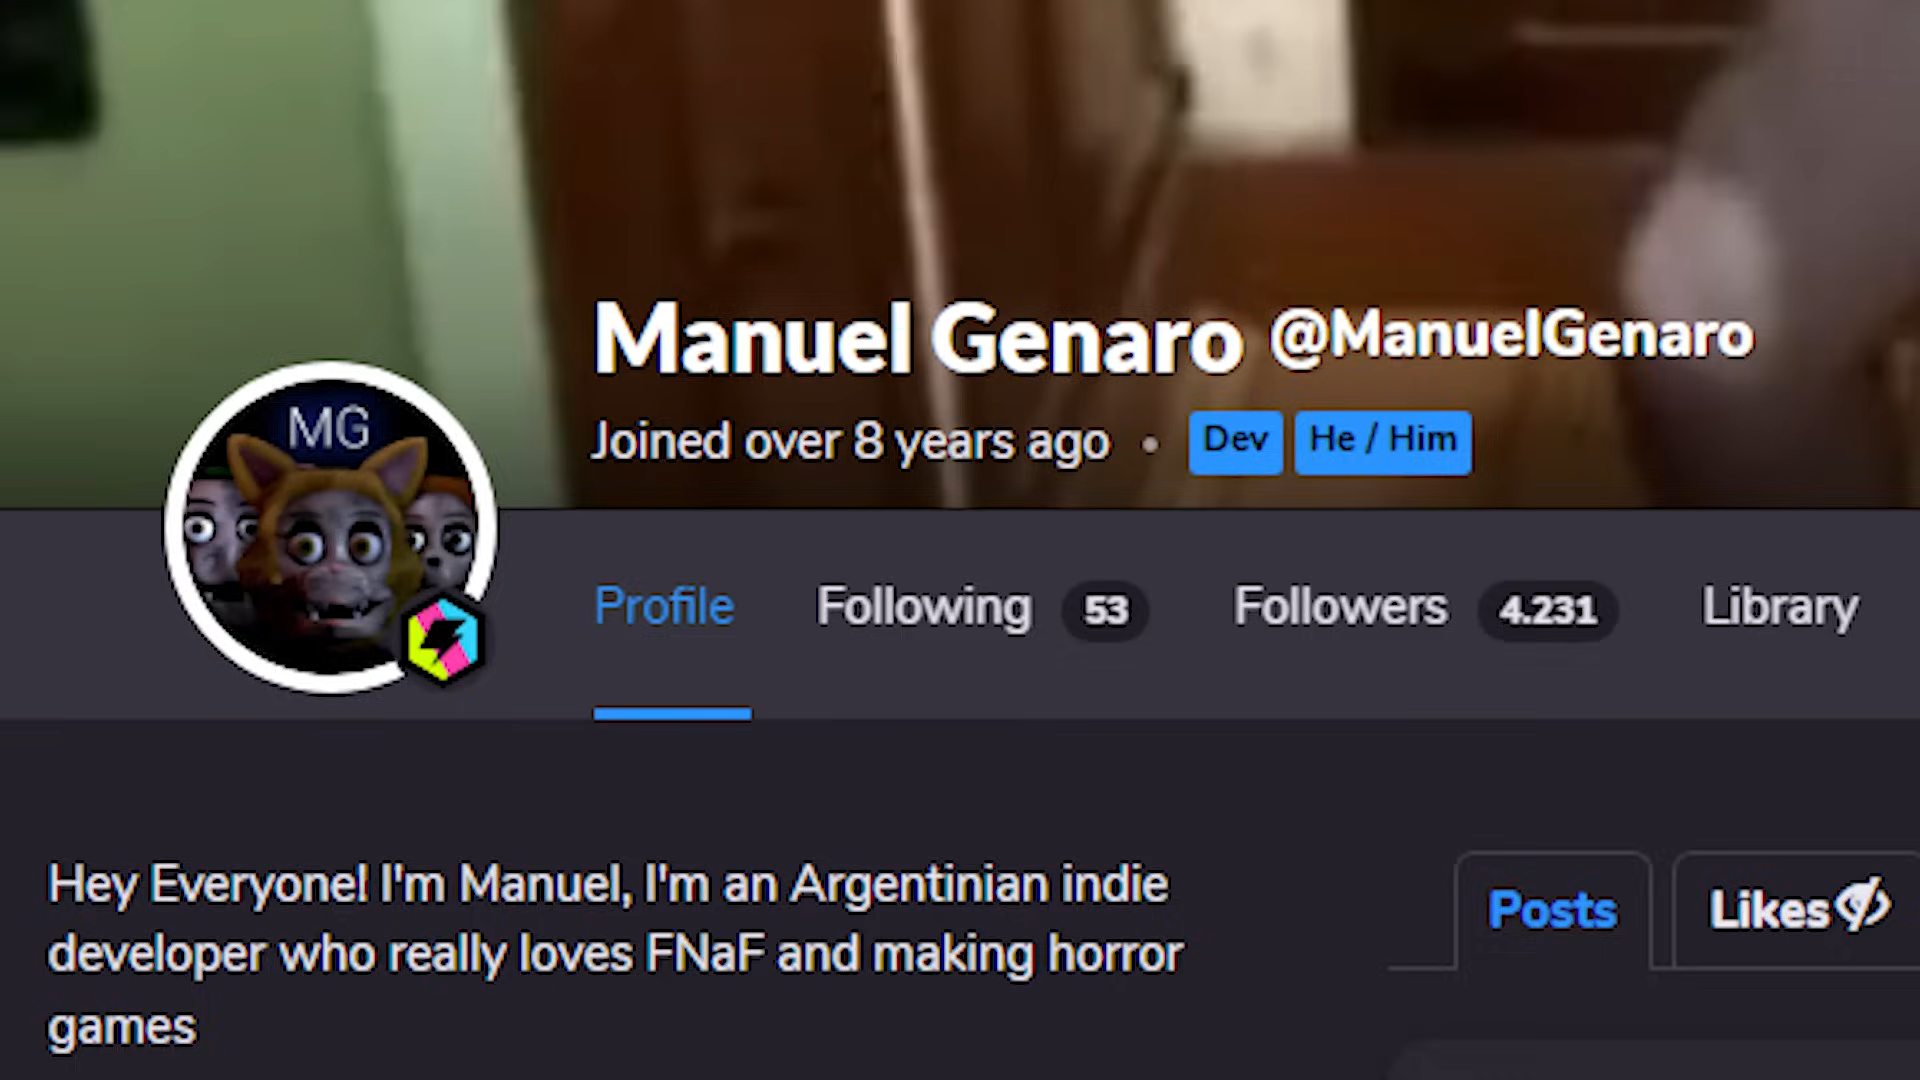 Manuel Genaro @ManuelGenaro
Joined over 8 years ago • Dev He / Him
MG
Profile Following 53 Followers 4.231 Library
Hey Everyone! I'm Manuel, I'm an Argentinian indie
developer who really loves FNaF and making horror
games
Posts Likes